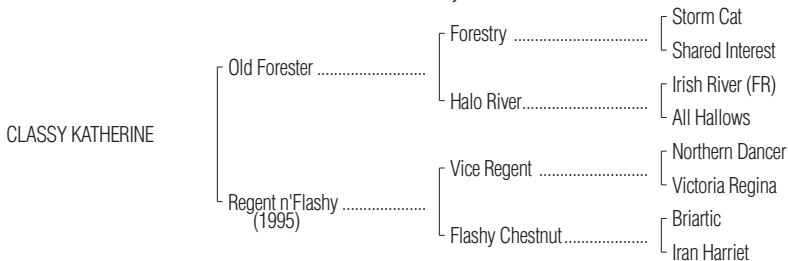 Storm Cat
Forestry ..............................
Shared Interest
Old Forester ........................
Irish River (FR)
Halo River...........................
All Hallows
CLASSY KATHERINE
Northern Dancer
Vice Regent ........................
Victoria Regina
Regent n'Flashy ..................
(1995)
Briartic
Flashy Chestnut..................
Iran Harriet